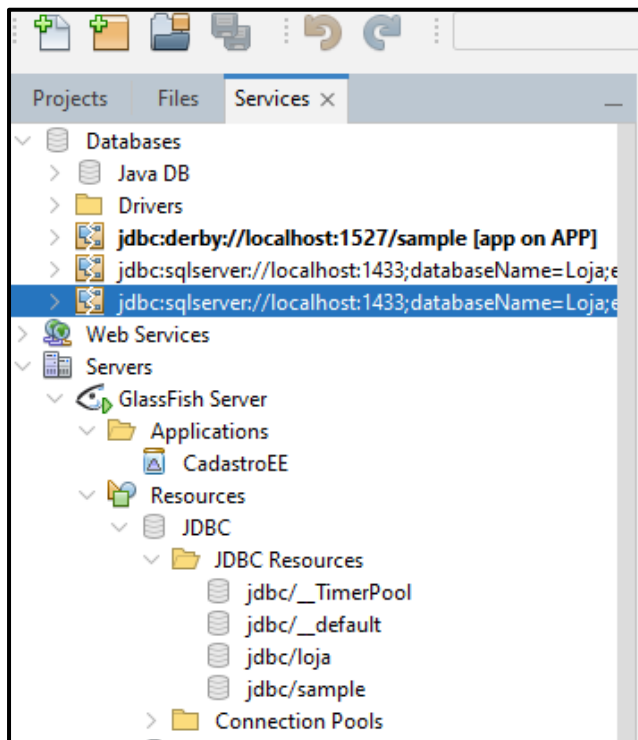 Projects Files Services
Databases
Java DB
Drivers
jdbc:derby://localhost:1527/sample [app on APP]
jdbc:sqlserver://localhost:1433;databaseName=Loja;e
jdbc:sqlserver://localhost:1433;databaseName=Loja;e
Web Services
Servers
GlassFish Server
Applications
CadastroEE
Resources
JDBC
JDBC Resources
jdbc/__TimerPool
jdbc/__default
jdbc/loja
jdbc/sample
Connection Pools